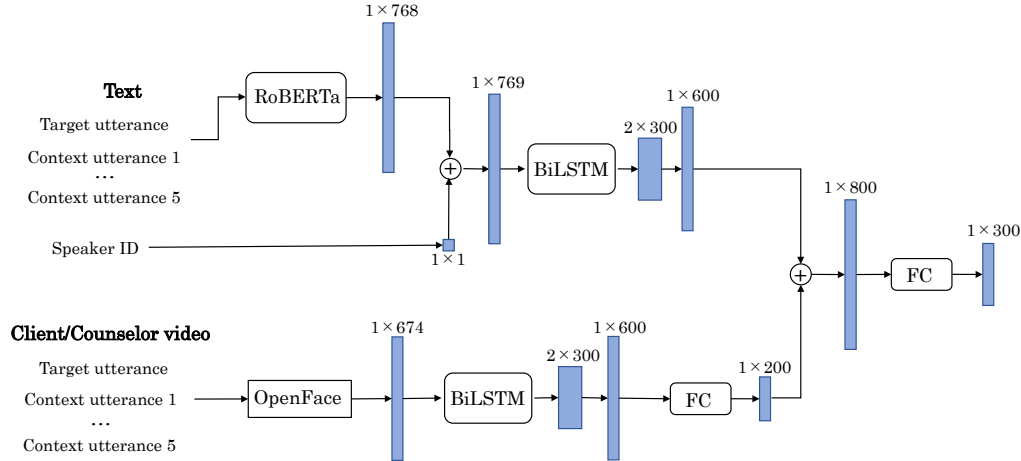 Text
Target utterance
Context utterance 1
...
Context utterance 5
Speaker ID
RoBERTa
1×768
+
1×1
1×769
BiLSTM
2×300
1×600
Client/Counselor video
Target utterance
Context utterance 1
...
Context utterance 5
OpenFace
1×674
BiLSTM
2×300
1×600
FC
1×200
+
1×800
FC
1×300